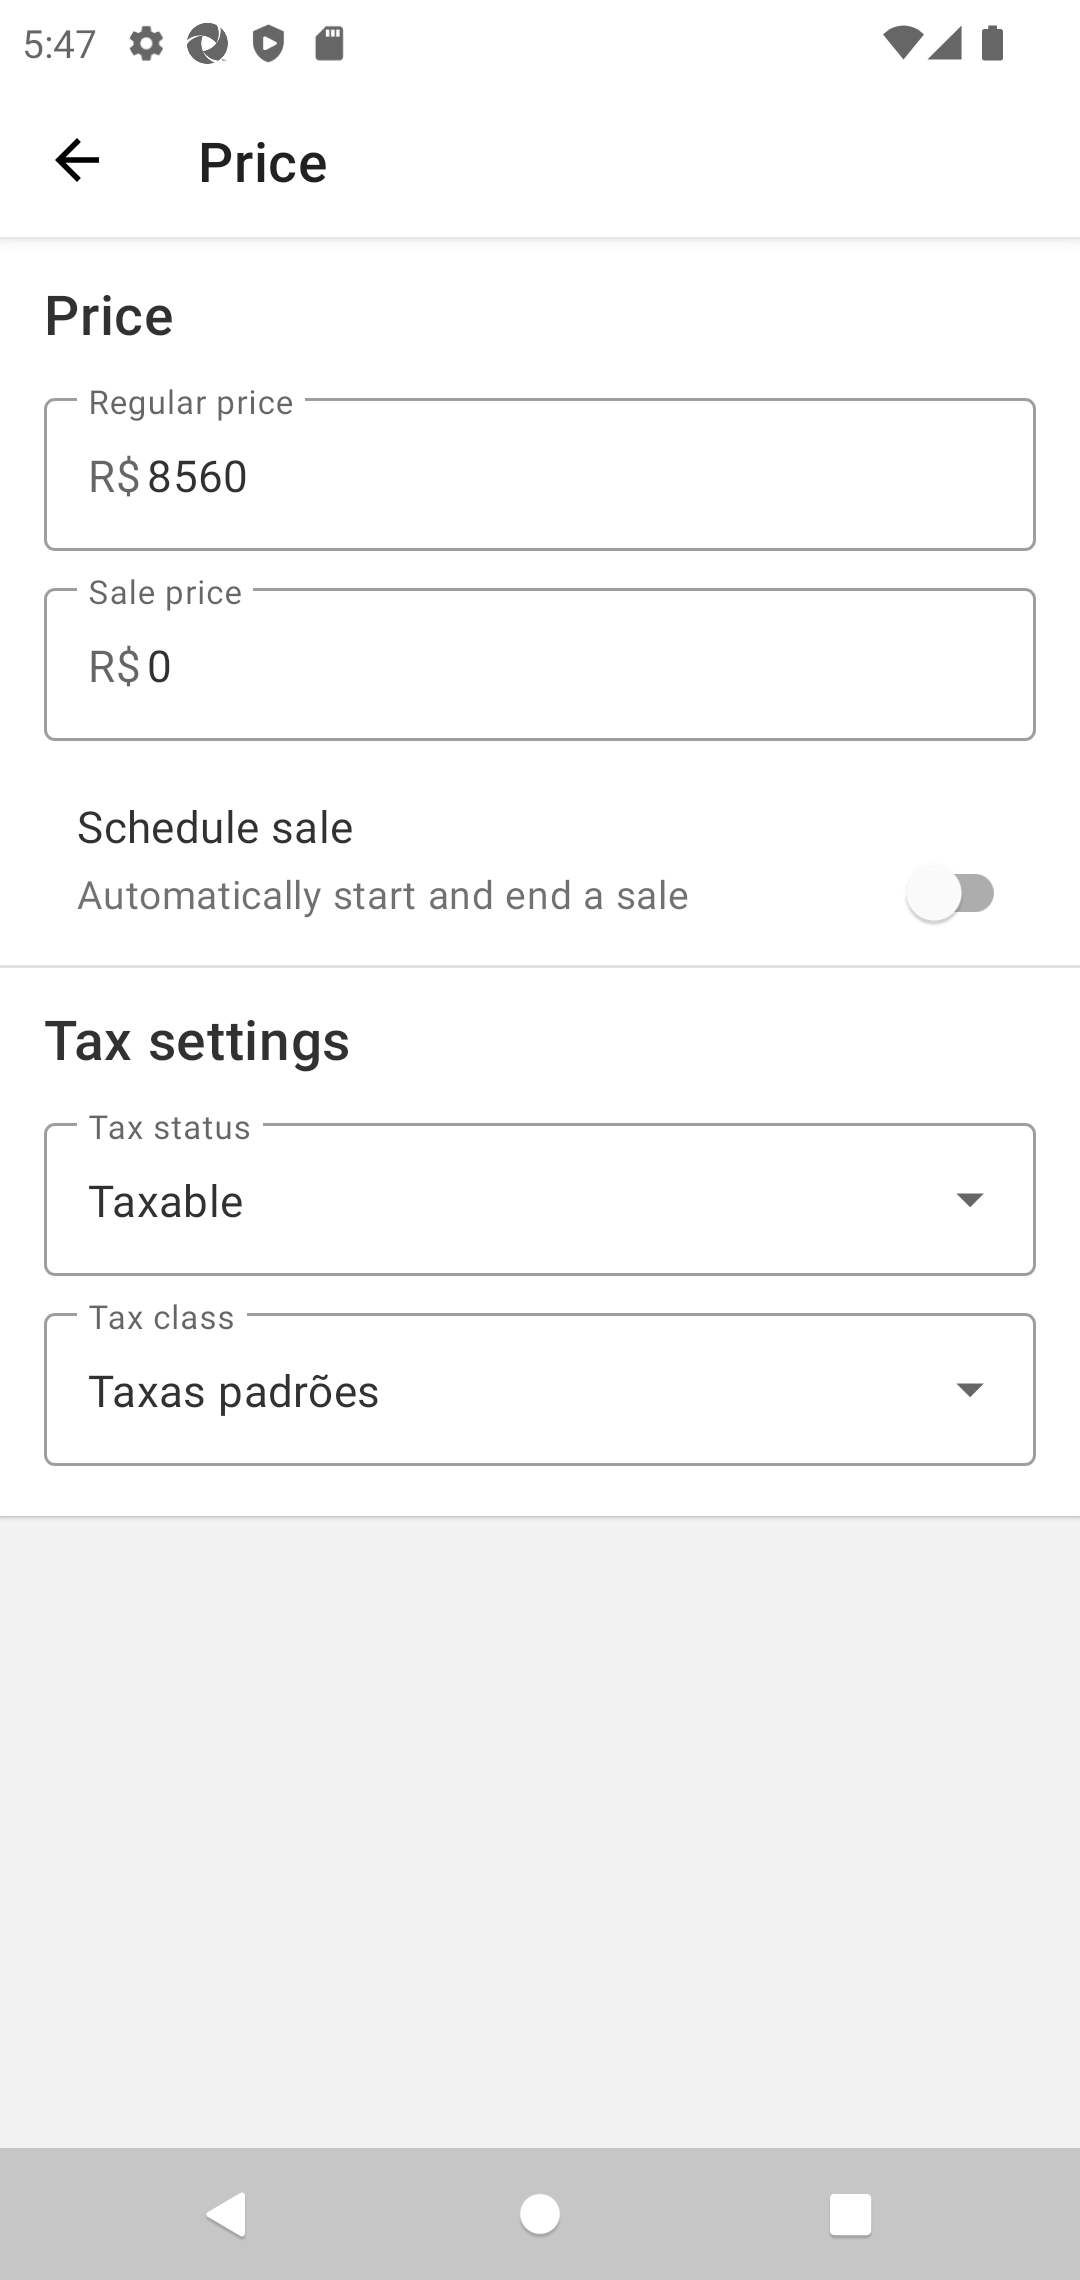 5:47
Price
Price
Regular price
R$ 8560
Sale price
R$ 0
Schedule sale
Automatically start and end a sale
Tax settings
Tax status
Taxable
Tax class
Taxas padrões